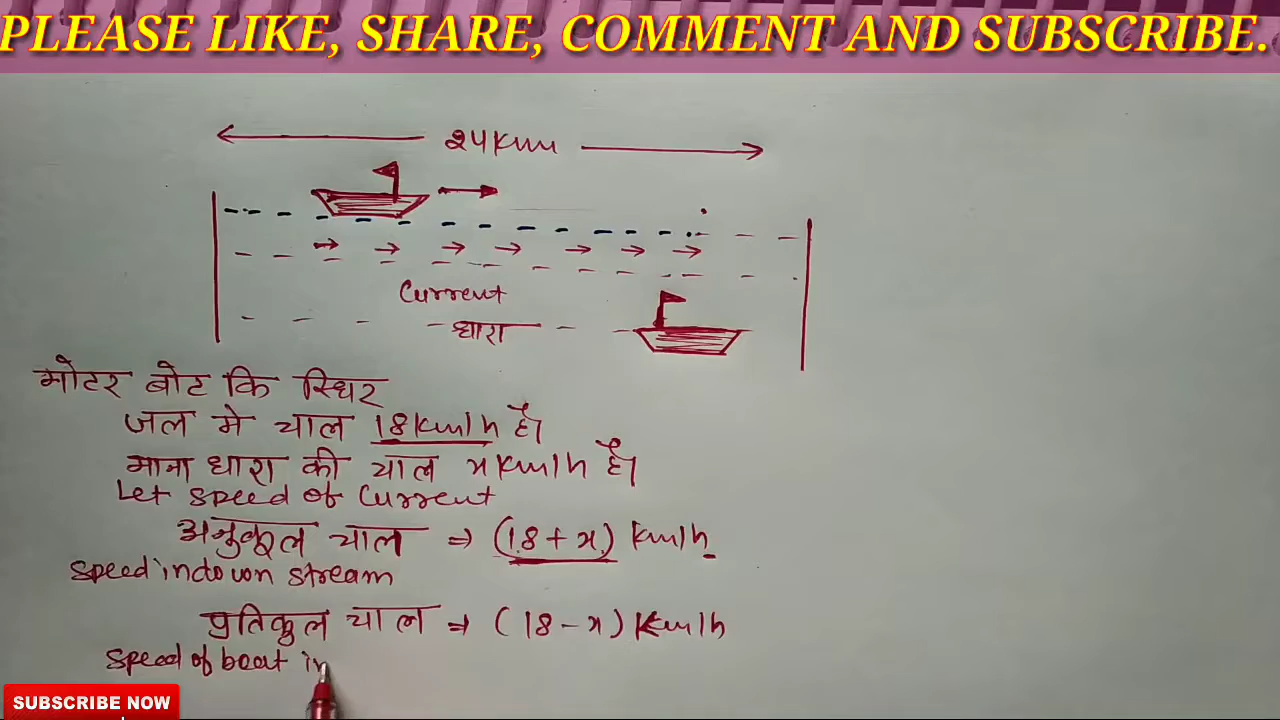 PLEASE LIKE, SHARE, COMMENT AND SUBSCRIBE.
24Km
Current
धारा
मोटर बोट कि स्थिर
जल मे चाल 18Km/h है।
माना धारा की चाल x Km/h है।
Let speed of Current
अनुकूल चाल ⇒ (18 + x) Km/h
Speed in down stream
प्रतिकुल चाल ⇒ (18 - x) Km/h
Speed of boat in
SUBSCRIBE NOW